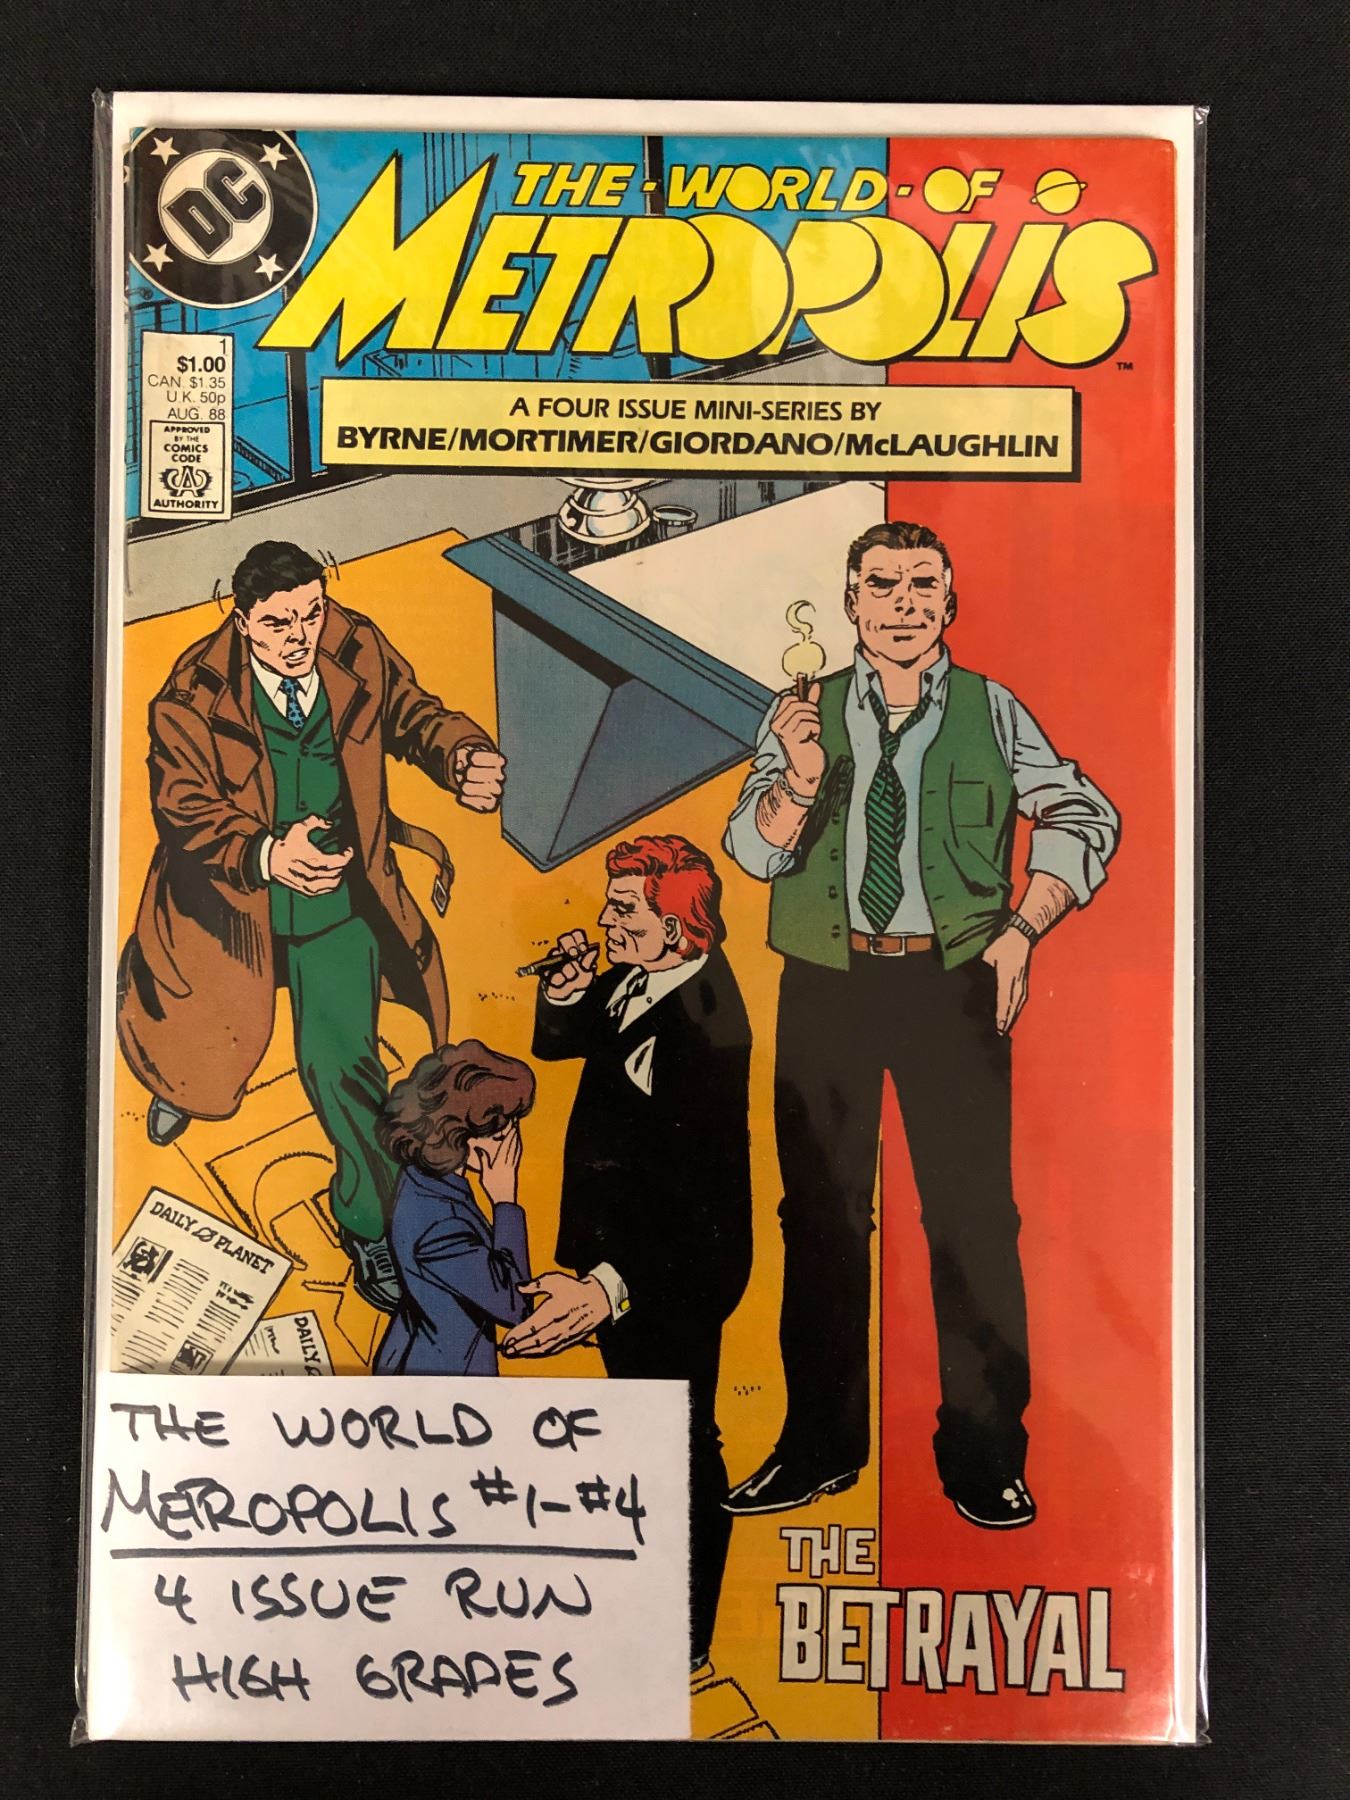 DC
THE · WORLD · OF
METROPOLIS
TM
1
$1.00
CAN. $1.35
U.K. 50p
AUG. 88
APPROVED
BY THE
COMICS
CODE
CA
AUTHORITY
A FOUR ISSUE MINI-SERIES BY
BYRNE/MORTIMER/GIORDANO/McLAUGHLIN
DAILY PLANET
DAILY
THE WORLD OF
METROPOLIS #1-#4
4 ISSUE RUN
HIGH GRADES
THE
BETRAYAL